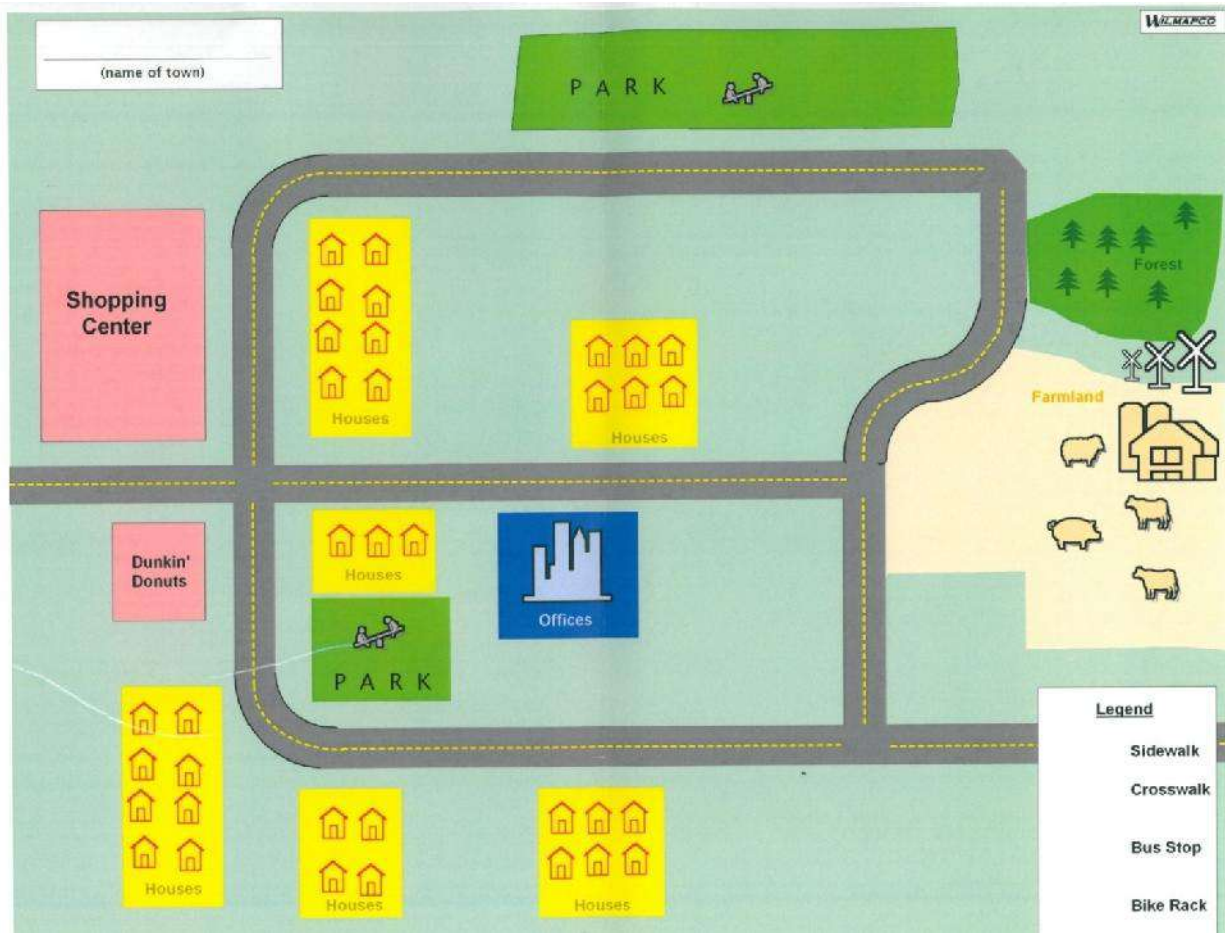 WILMAPCO
(name of town)
PARK
Shopping
Center
Houses
Houses
Forest
Farmland
Dunkin'
Donuts
Houses
Offices
PARK
Houses
Houses
Houses
Legend
Sidewalk
Crosswalk
Bus Stop
Bike Rack